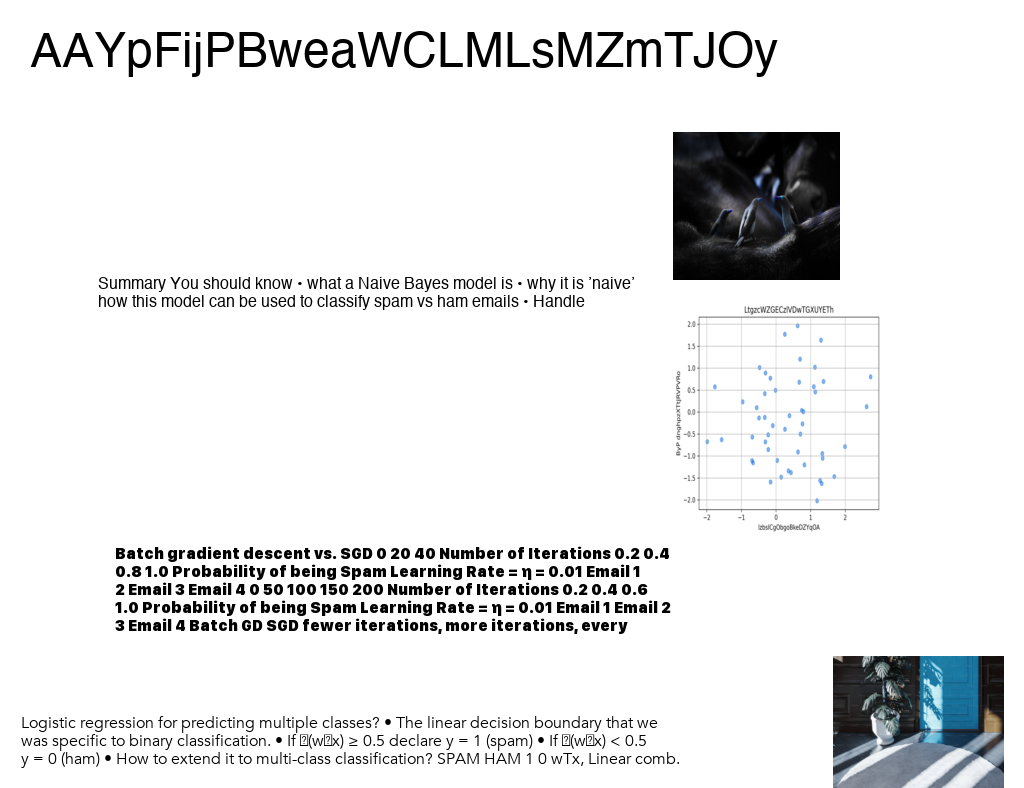 AAYpFijPBweaWCLMLsMZmTJOy
Summary You should know • what a Naive Bayes model is • why it is ’naive’
how this model can be used to classify spam vs ham emails • Handle
LtgzcWZGECzlVDwTGXUYETh
2.0
1.5
1.0
0.5
0.0
−0.5
−1.0
−1.5
−2.0
−2 −1 0 1 2
Batch gradient descent vs. SGD 0 20 40 Number of Iterations 0.2 0.4
0.8 1.0 Probability of being Spam Learning Rate = η = 0.01 Email 1
2 Email 3 Email 4 0 50 100 150 200 Number of Iterations 0.2 0.4 0.6
1.0 Probability of being Spam Learning Rate = η = 0.01 Email 1 Email 2
3 Email 4 Batch GD SGD fewer iterations, more iterations, every
Logistic regression for predicting multiple classes? • The linear decision boundary that we
was specific to binary classification. • If (wx) ≥ 0.5 declare y = 1 (spam) • If (wx) < 0.5
y = 0 (ham) • How to extend it to multi-class classification? SPAM HAM 1 0 wTx, Linear comb.